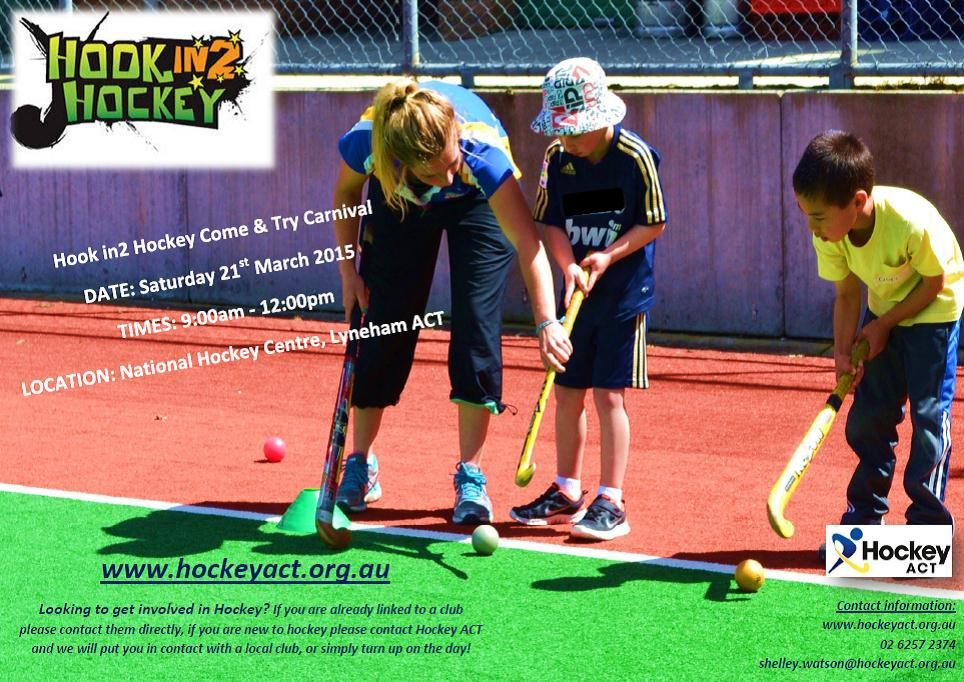 HOOK IN2
HOCKEY
Hook in2 Hockey Come & Try Carnival
DATE: Saturday 21st March 2015
TIMES: 9:00am - 12:00pm
LOCATION: National Hockey Centre, Lyneham ACT
bwin
www.hockeyact.org.au
Looking to get involved in Hockey? If you are already linked to a club
please contact them directly, if you are new to hockey please contact Hockey ACT
and we will put you in contact with a local club, or simply turn up on the day!
Hockey
ACT
Contact information:
www.hockeyact.org.au
02 6257 2374
shelley.watson@hockeyact.org.au